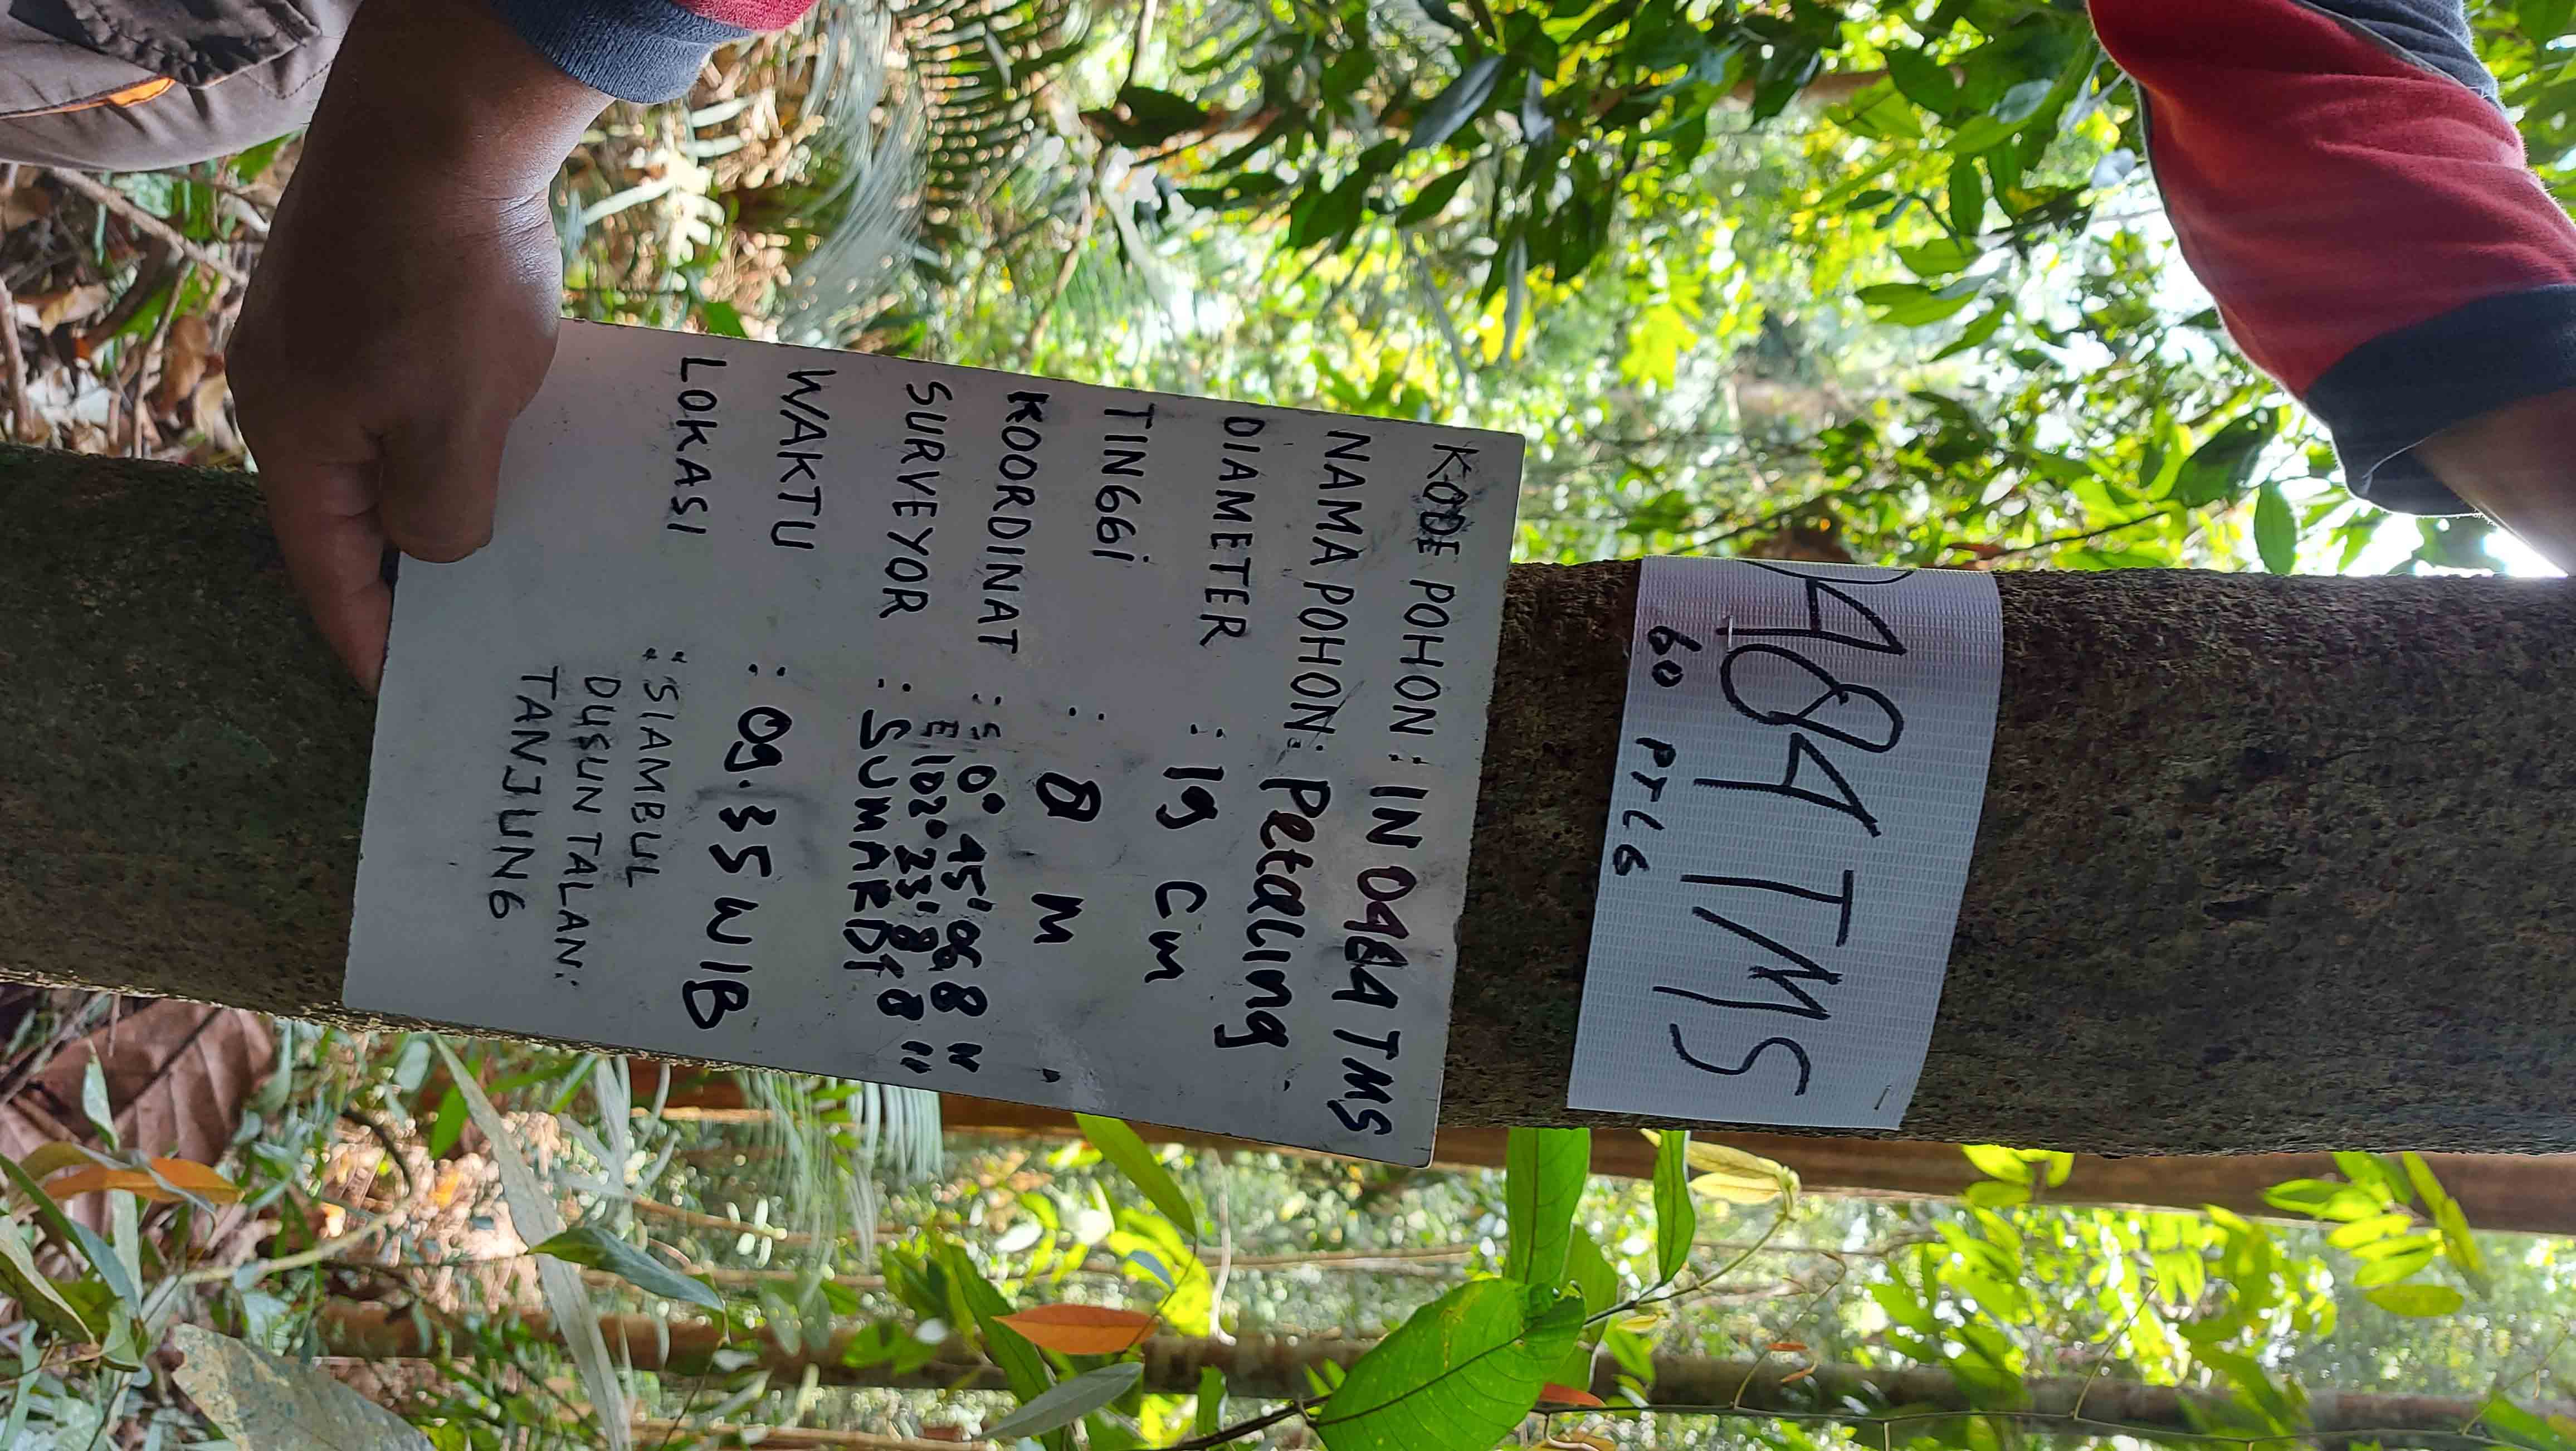 0484 TMS
60 PTLG
KODE POHON : IN 0484 TMS
NAMA POHON : Petaling
DIAMETER : 19 Cm
TINGGi : 8 M
KOORDINAT : S. 0° 45' 06,8 "
E. 102° 23' 8,8 "
SURVEYOR : SUMARDI
WAKTU : 09.35 WIB
LOKASI : SIAMBUL
DUSUN TALAN:
TANJUNG